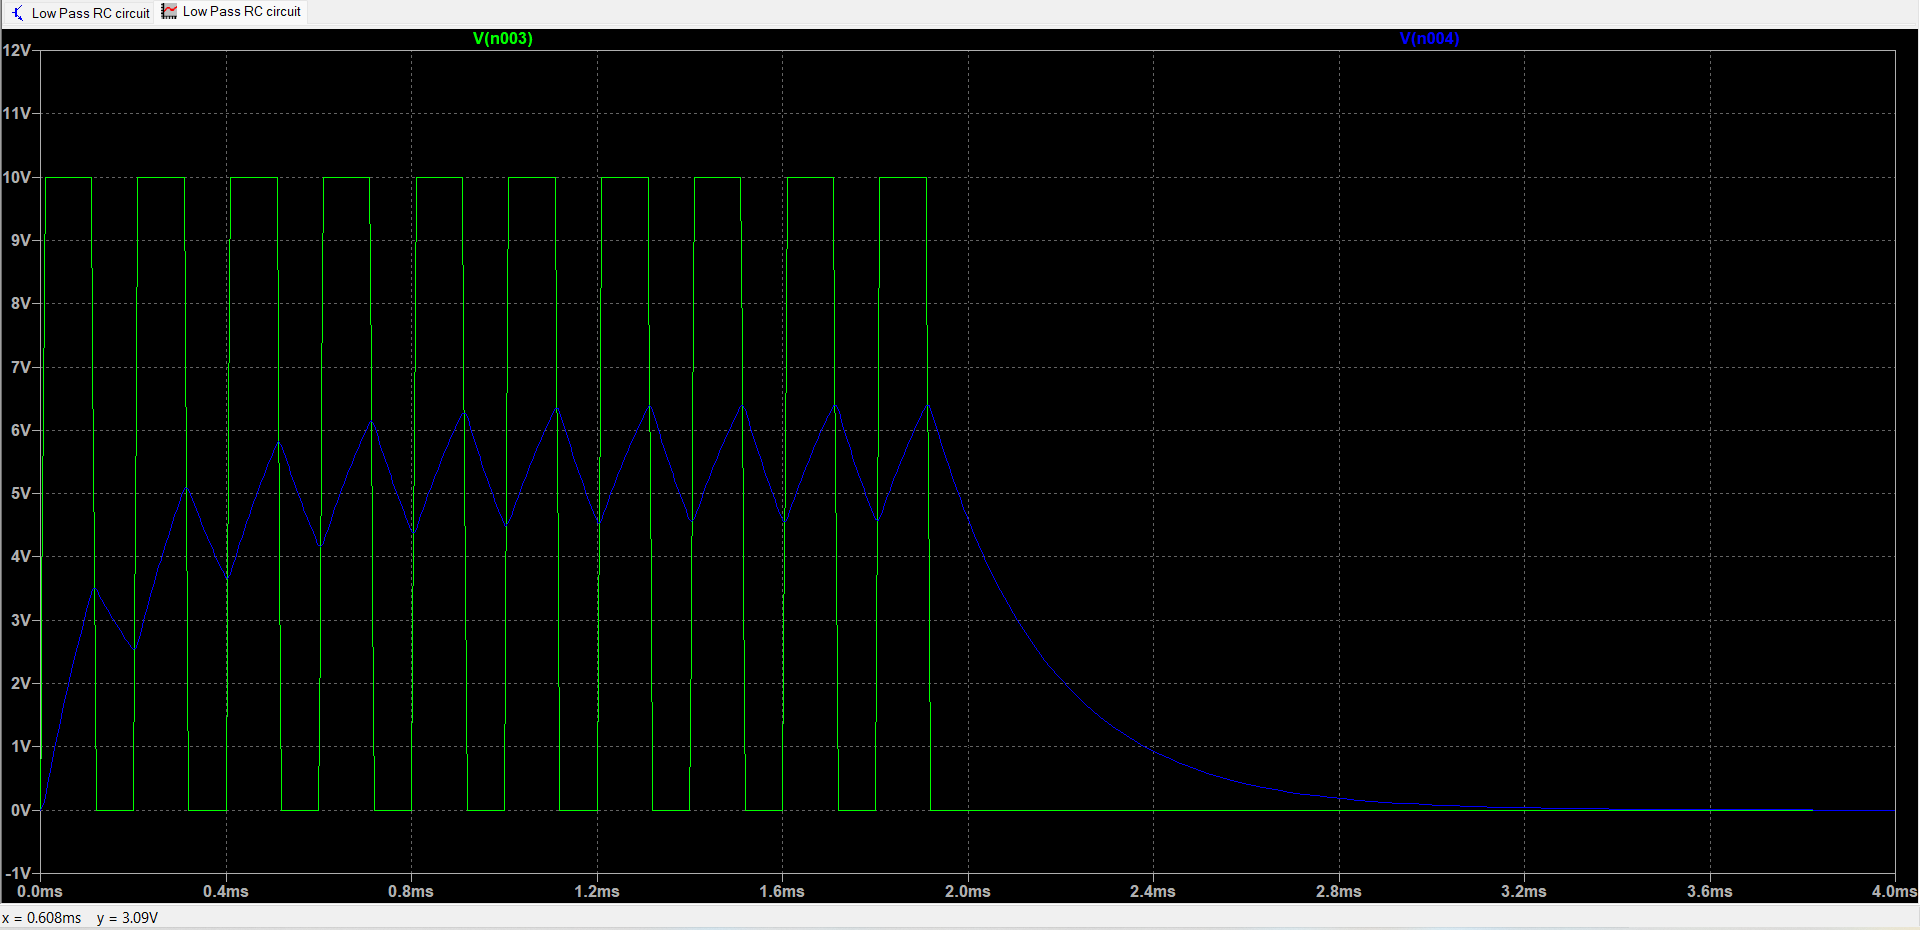 Low Pass RC circuit Low Pass RC circuit
V(n003) V(n004)
12V
11V
10V
9V
8V
7V
6V
5V
4V
3V
2V
1V
0V
-1V
0.0ms 0.4ms 0.8ms 1.2ms 1.6ms 2.0ms 2.4ms 2.8ms 3.2ms 3.6ms 4.0ms
x = 0.608ms y = 3.09V